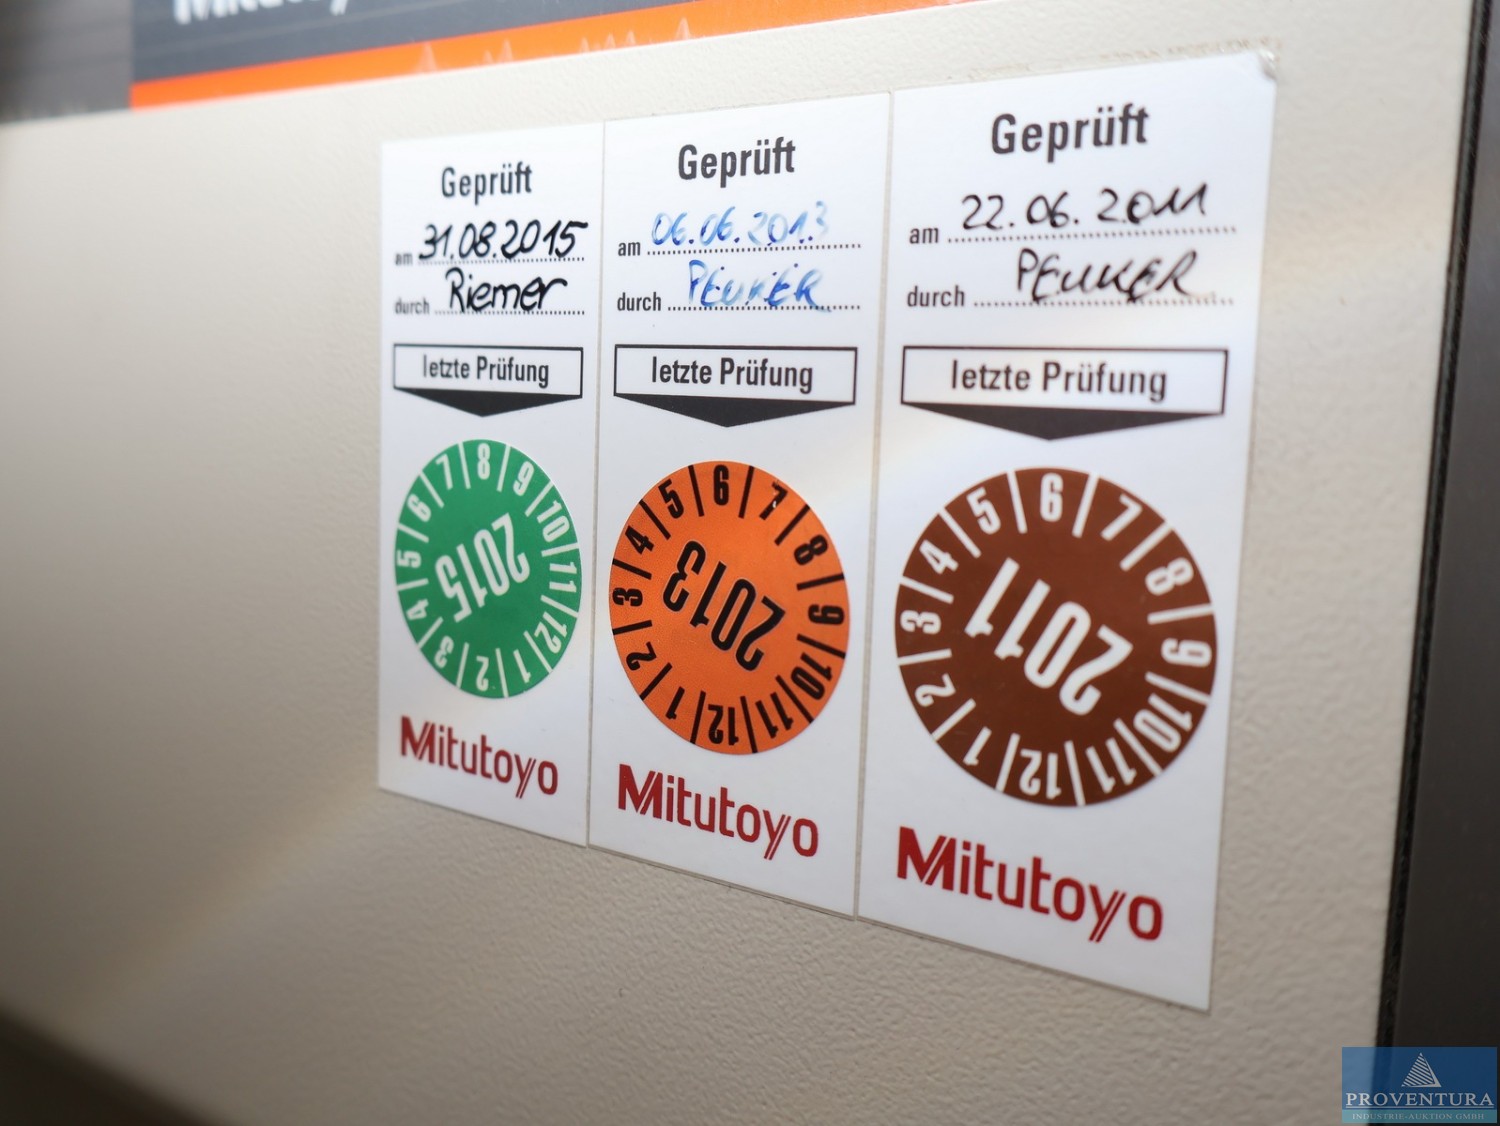 Mitutoyo
Geprüft
am 31.08.2015
durch Riemer
letzte Prüfung
7 8 9 10 11 12 1 2 3 4 5 6
2015
Mitutoyo
Geprüft
am 06.06.2013
durch PEUKER
letzte Prüfung
5 6 7 8 9 10 11 12 1 2 3 4
2013
Mitutoyo
Geprüft
am 22.06.2011
durch PEUKER
letzte Prüfung
5 6 7 8 9 10 11 12 1 2 3 4
2011
Mitutoyo
PROVENTURA
INDUSTRIE-AUKTION GMBH